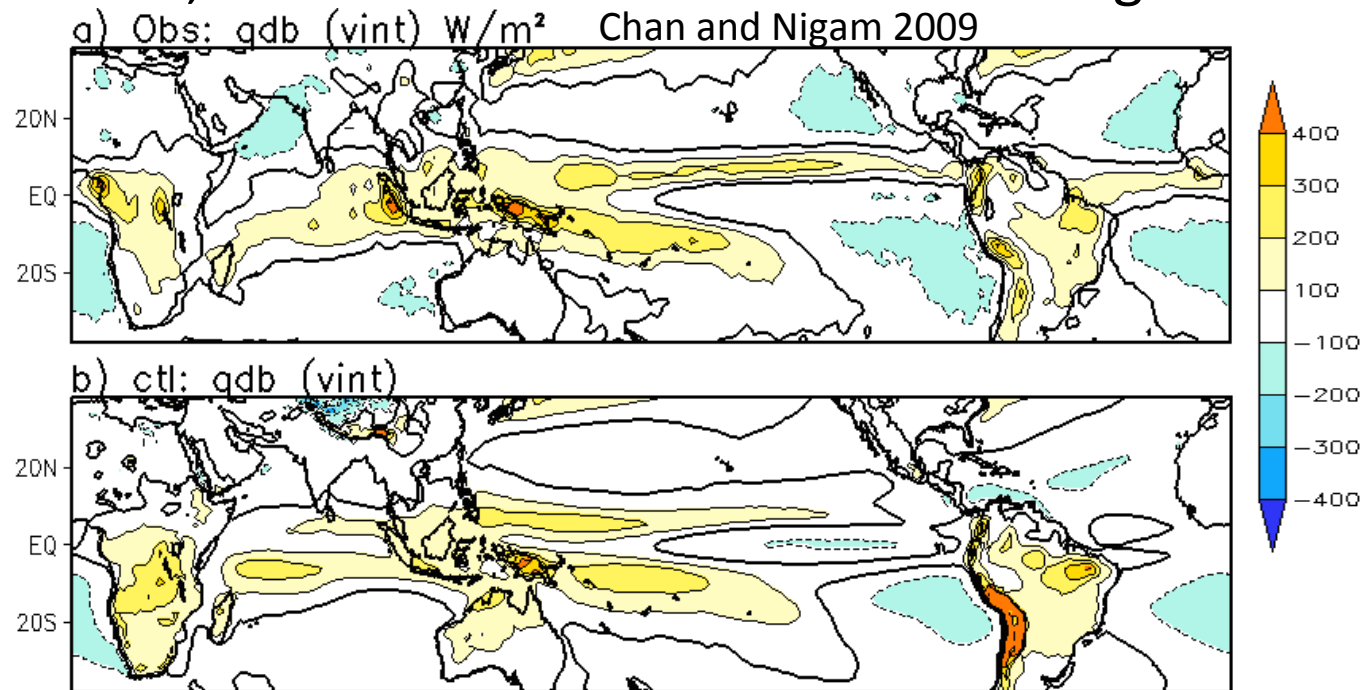 a) Obs: qdb (vint) W/m² Chan and Nigam 2009
20N
EQ
20S
400
300
200
100
−100
−200
−300
−400
b) ctl: qdb (vint)
20N
EQ
20S